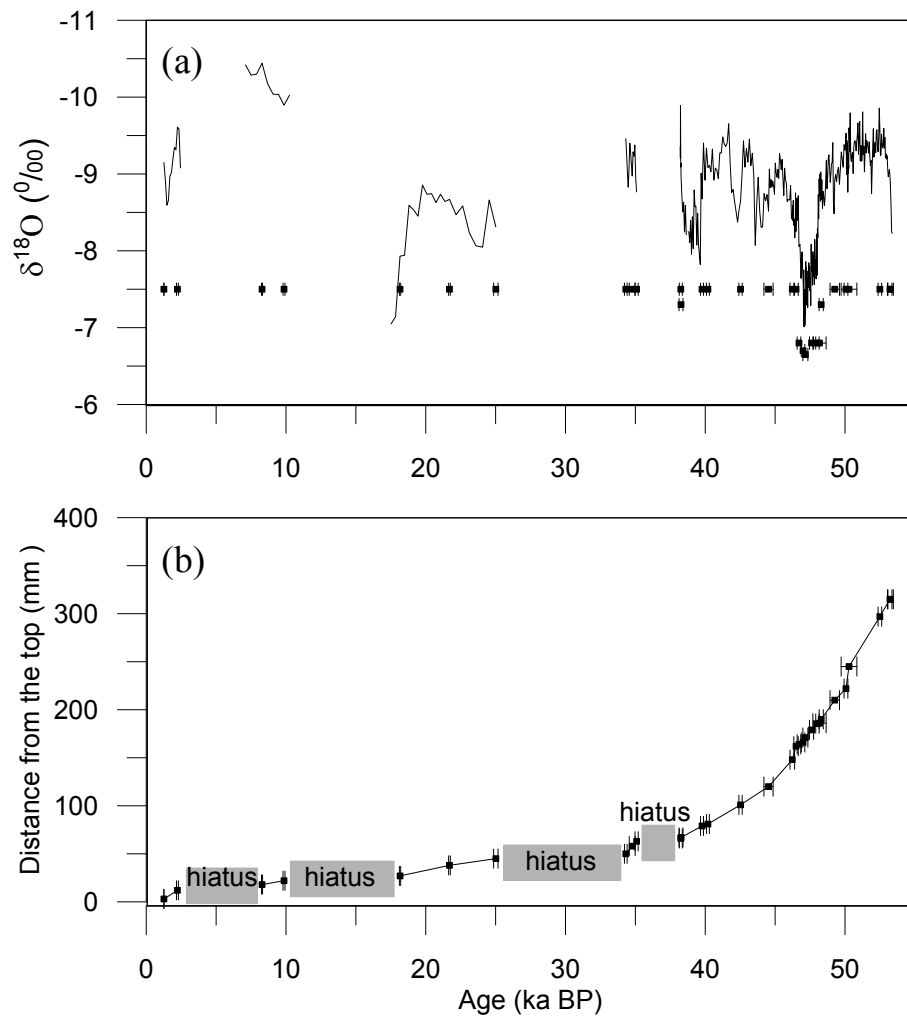 (a)
δ18O (0/00)
-11
-10
-9
-8
-7
-6
0 10 20 30 40 50
(b)
Distance from the top (mm )
400
300
200
100
0
hiatus
hiatus
hiatus
hiatus
0 10 20 30 40 50
Age (ka BP)